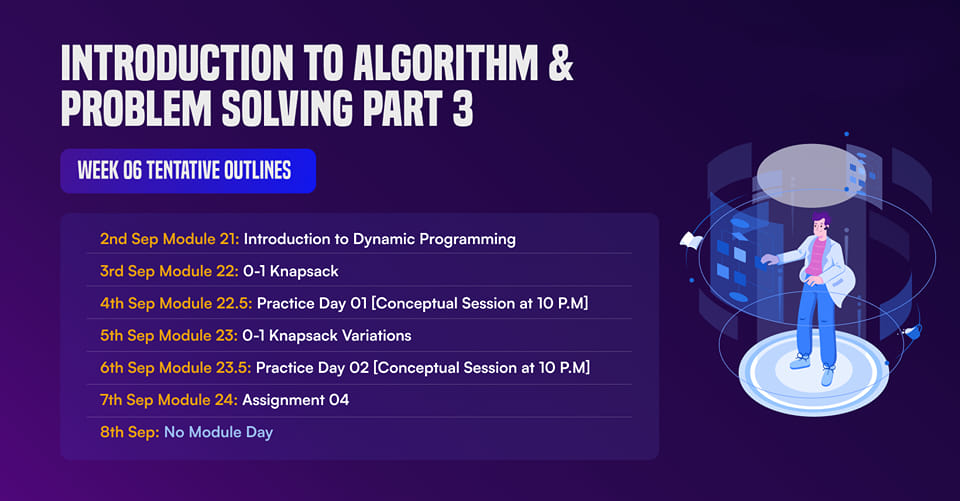 INTRODUCTION TO ALGORITHM &
PROBLEM SOLVING PART 3
WEEK 06 TENTATIVE OUTLINES
2nd Sep Module 21: Introduction to Dynamic Programming
3rd Sep Module 22: 0-1 Knapsack
4th Sep Module 22.5: Practice Day 01 [Conceptual Session at 10 P.M]
5th Sep Module 23: 0-1 Knapsack Variations
6th Sep Module 23.5: Practice Day 02 [Conceptual Session at 10 P.M]
7th Sep Module 24: Assignment 04
8th Sep: No Module Day